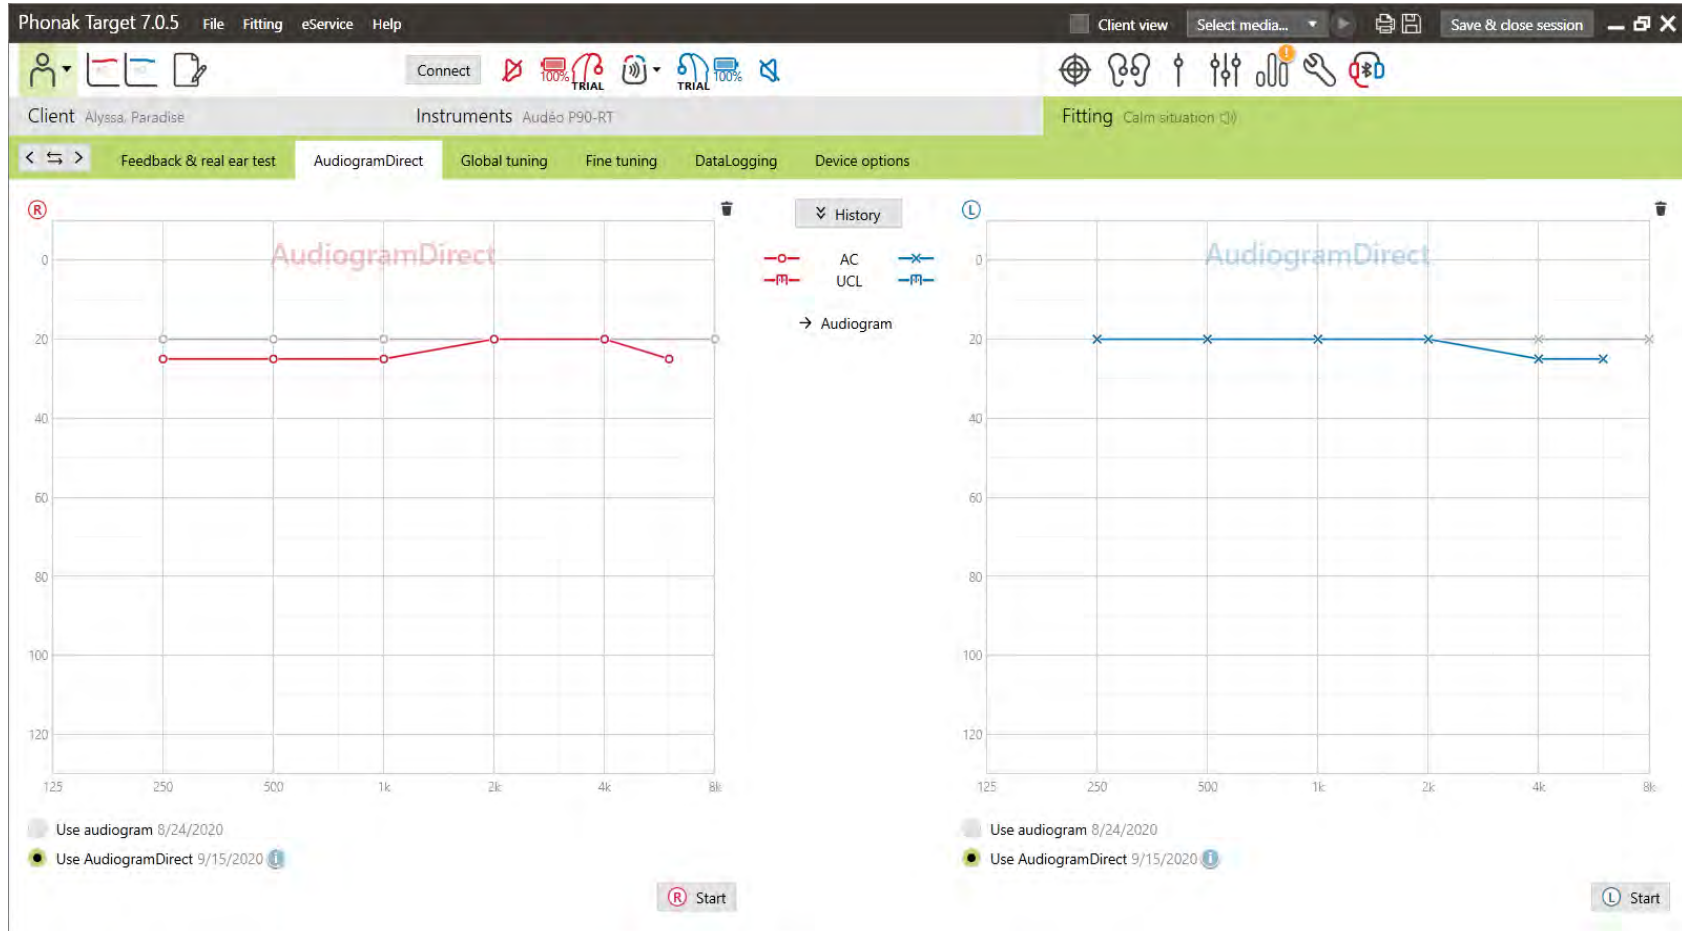 Phonak Target 7.0.5 File Fitting eService Help Client view Select media... Save & close session
Connect 100% TRIAL TRIAL 100%
Client Alyssa, Paradise Instruments Audéo P90-RT Fitting Calm situation
Feedback & real ear test AudiogramDirect Global tuning Fine tuning DataLogging Device options
R
AudiogramDirect
0
20
40
60
80
100
120
125 250 500 1k 2k 4k 8k
Use audiogram 8/24/2020
Use AudiogramDirect 9/15/2020 i
R Start
History
AC
UCL
→ Audiogram
L
AudiogramDirect
0
20
40
60
80
100
120
125 250 500 1k 2k 4k 8k
Use audiogram 8/24/2020
Use AudiogramDirect 9/15/2020 i
L Start